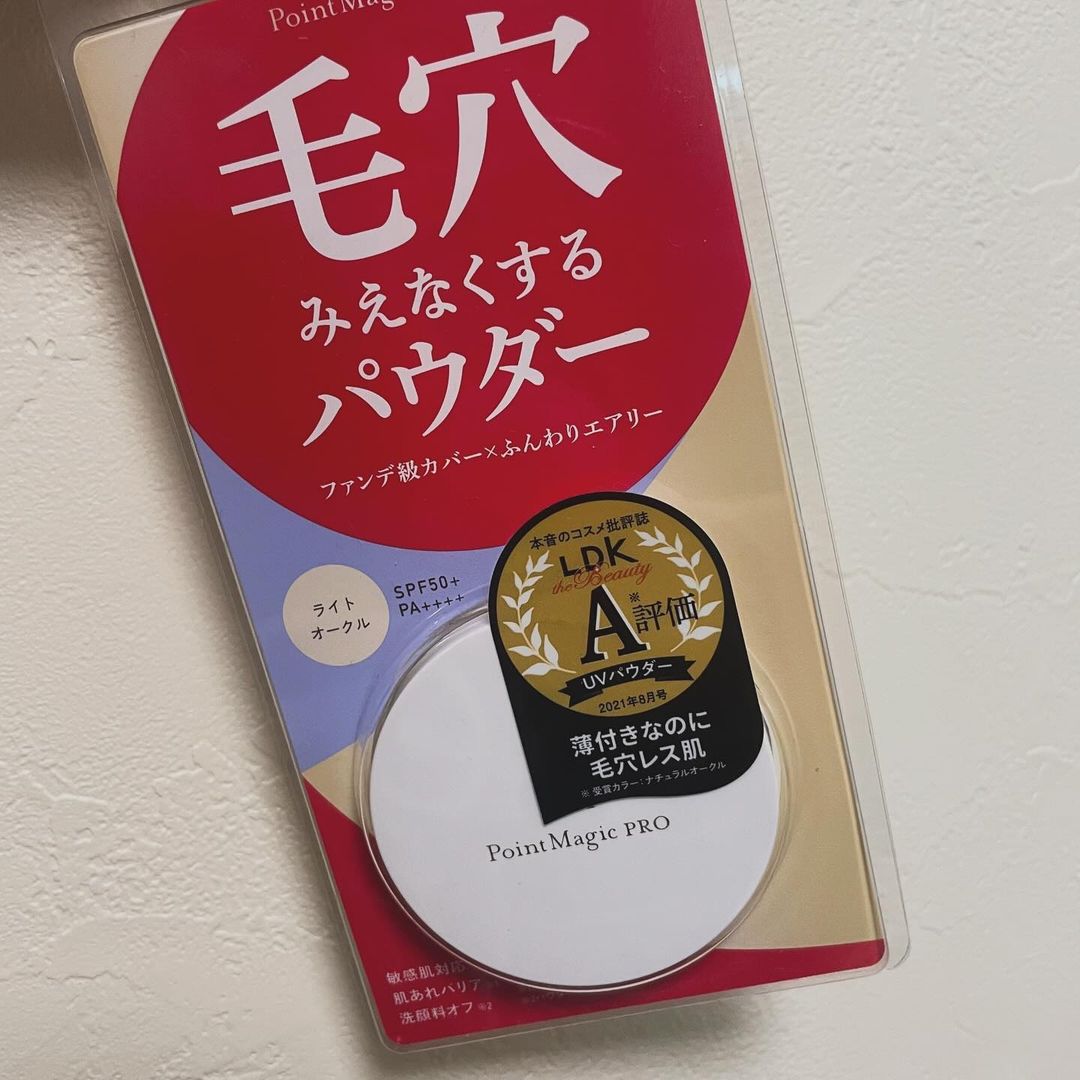 PointMag
毛穴
みえなくする
パウダー
ファンデ級カバー×ふんわりエアリー
ライト
オークル
SPF50+
PA++++
本音のコスメ批評誌
LDK
the Beauty
A※評価
UVパウダー
2021年8月号
薄付きなのに
毛穴レス肌
※ 受賞カラー：ナチュラルオークル
PointMagic PRO
敏感肌対応
肌あれバリア
洗顔料オフ ※2